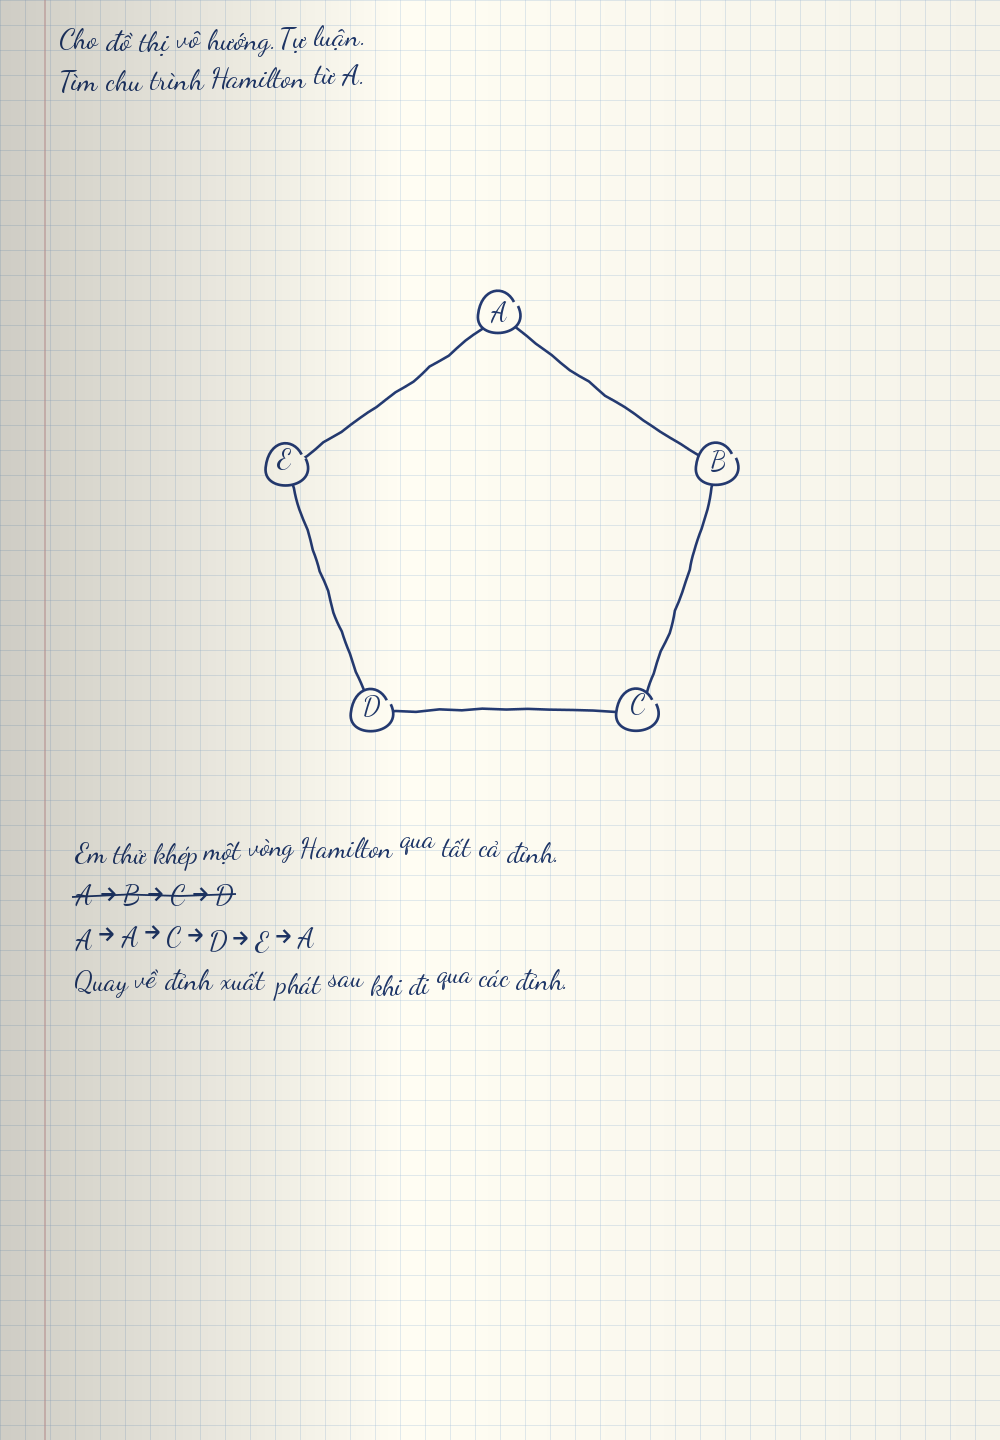 Cho đồ thị vô hướng. Tự luận.
Tìm chu trình Hamilton từ A.
A
E
B
D
C
Em thử khép một vòng Hamilton qua tất cả đỉnh.
A → B → C → D
A → A → C → D → E → A
Quay về đỉnh xuất phát sau khi đi qua các đỉnh.